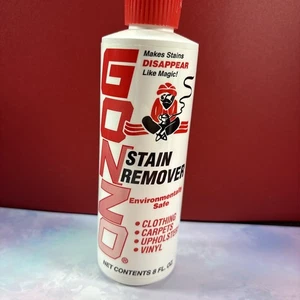 GONZO®
Makes Stains
DISAPPEAR
Like Magic!
STAIN
REMOVER
Environmentally
Safe
• CLOTHING
• CARPETS
• UPHOLSTERY
• VINYL
NET CONTENTS 8 FL. OZ.